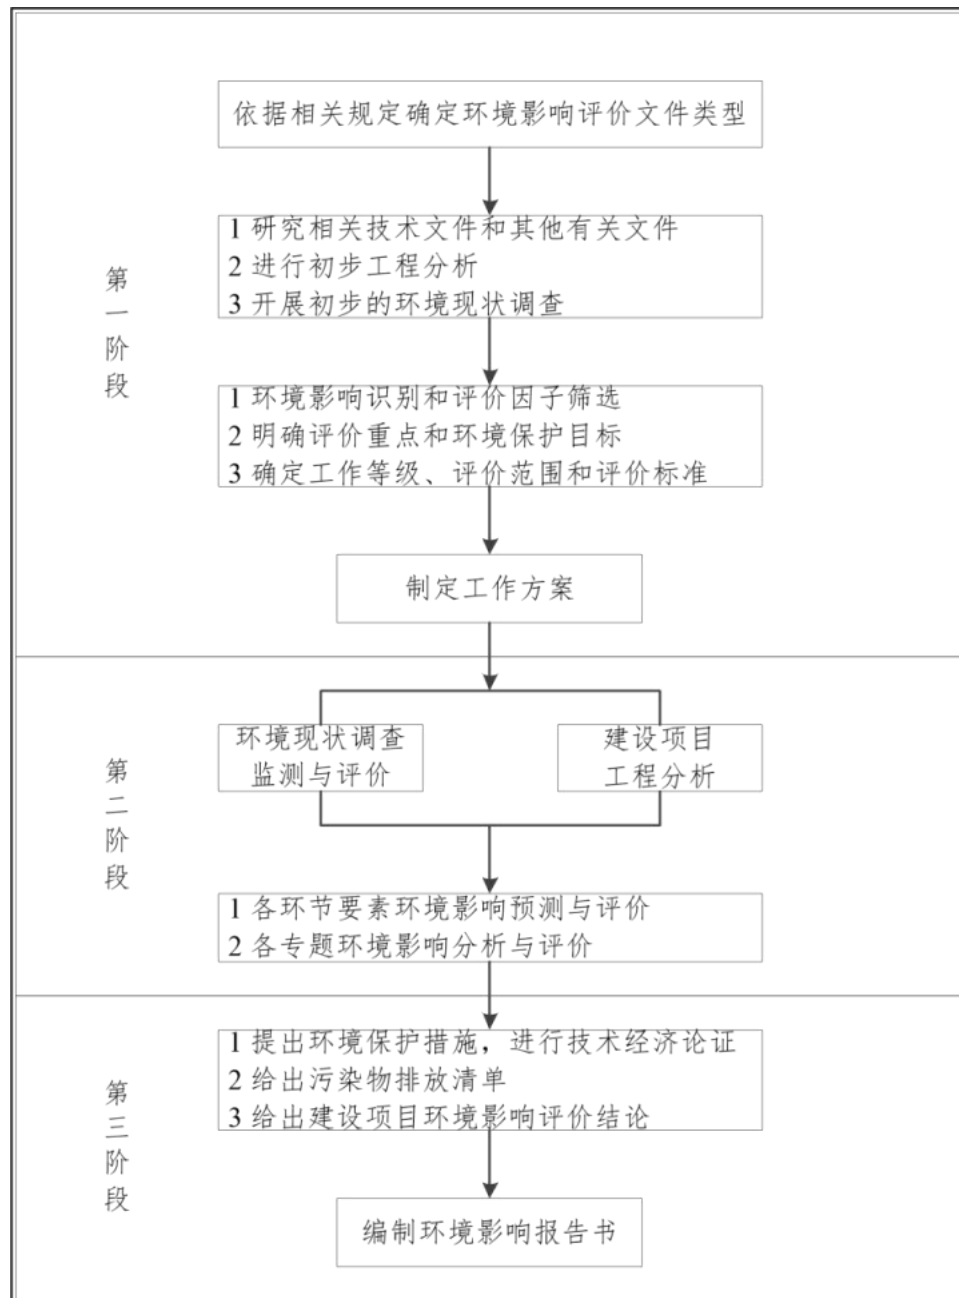 依据相关规定确定环境影响评价文件类型
1 研究相关技术文件和其他有关文件
2 进行初步工程分析
3 开展初步的环境现状调查
第一阶段
1 环境影响识别和评价因子筛选
2 明确评价重点和环境保护目标
3 确定工作等级、评价范围和评价标准
制定工作方案
第二阶段
环境现状调查
监测与评价
建设项目
工程分析
1 各环节要素环境影响预测与评价
2 各专题环境影响分析与评价
第三阶段
1 提出环境保护措施，进行技术经济论证
2 给出污染物排放清单
3 给出建设项目环境影响评价结论
编制环境影响报告书